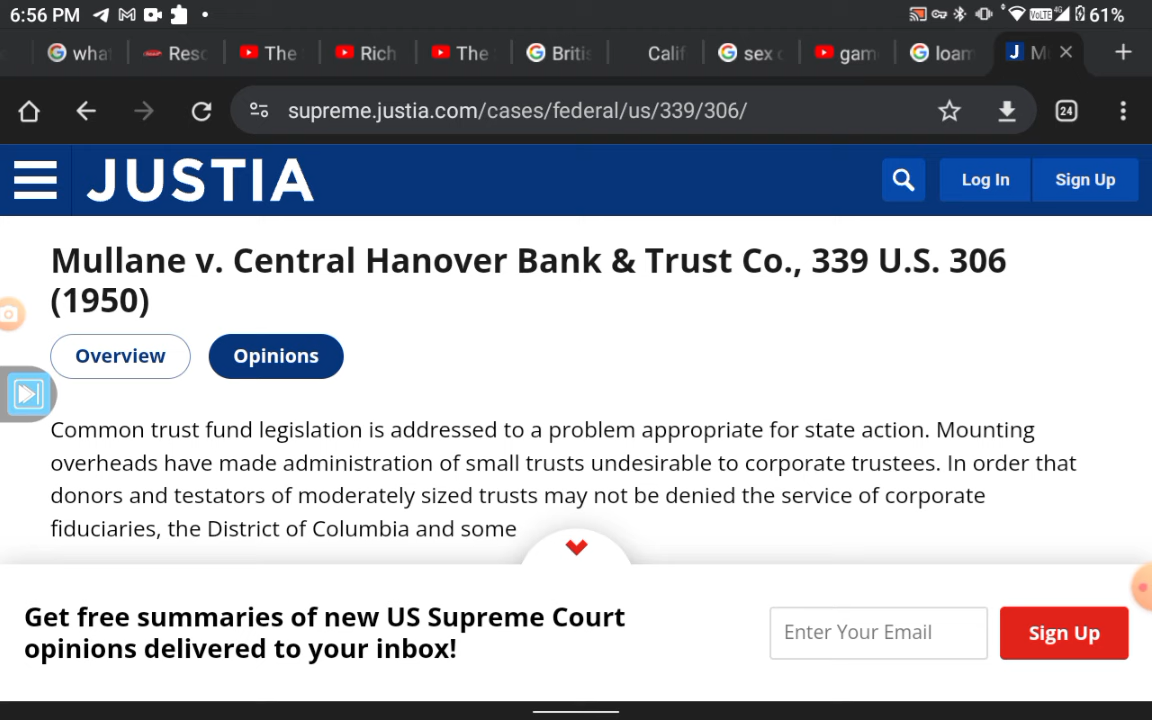 6:56 PM
VoLTE 4G 61%
wha
Reso
The
Rich
The
Britis
Calif
sex c
gam
loam
M
supreme.justia.com/cases/federal/us/339/306/
24
JUSTIA
Log In
Sign Up
Mullane v. Central Hanover Bank & Trust Co., 339 U.S. 306
(1950)
Overview
Opinions
Common trust fund legislation is addressed to a problem appropriate for state action. Mounting
overheads have made administration of small trusts undesirable to corporate trustees. In order that
donors and testators of moderately sized trusts may not be denied the service of corporate
fiduciaries, the District of Columbia and some
Get free summaries of new US Supreme Court
opinions delivered to your inbox!
Enter Your Email
Sign Up